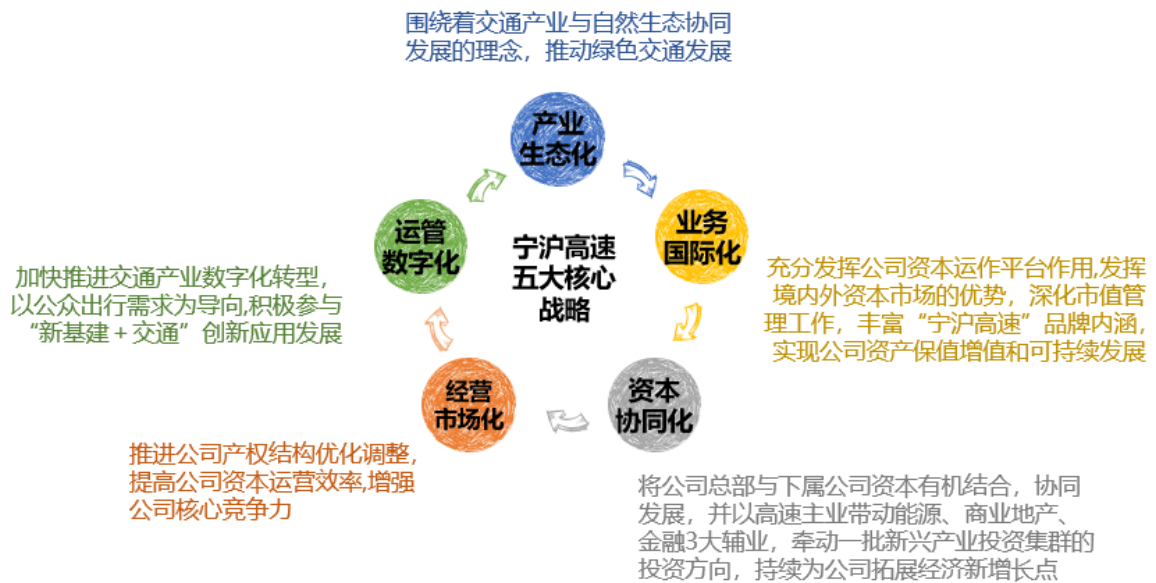 围绕着交通产业与自然生态协同
发展的理念，推动绿色交通发展
产业
生态化
业务
国际化
充分发挥公司资本运作平台作用,发挥
境内外资本市场的优势，深化市值管
理工作，丰富“宁沪高速”品牌内涵，
实现公司资产保值增值和可持续发展
资本
协同化
将公司总部与下属公司资本有机结合，协同
发展，并以高速主业带动能源、商业地产、
金融3大辅业，牵动一批新兴产业投资集群的
投资方向，持续为公司拓展经济新增长点
经营
市场化
推进公司产权结构优化调整，
提高公司资本运营效率,增强
公司核心竞争力
运管
数字化
加快推进交通产业数字化转型，
以公众出行需求为导向,积极参与
“新基建＋交通”创新应用发展
宁沪高速
五大核心
战略